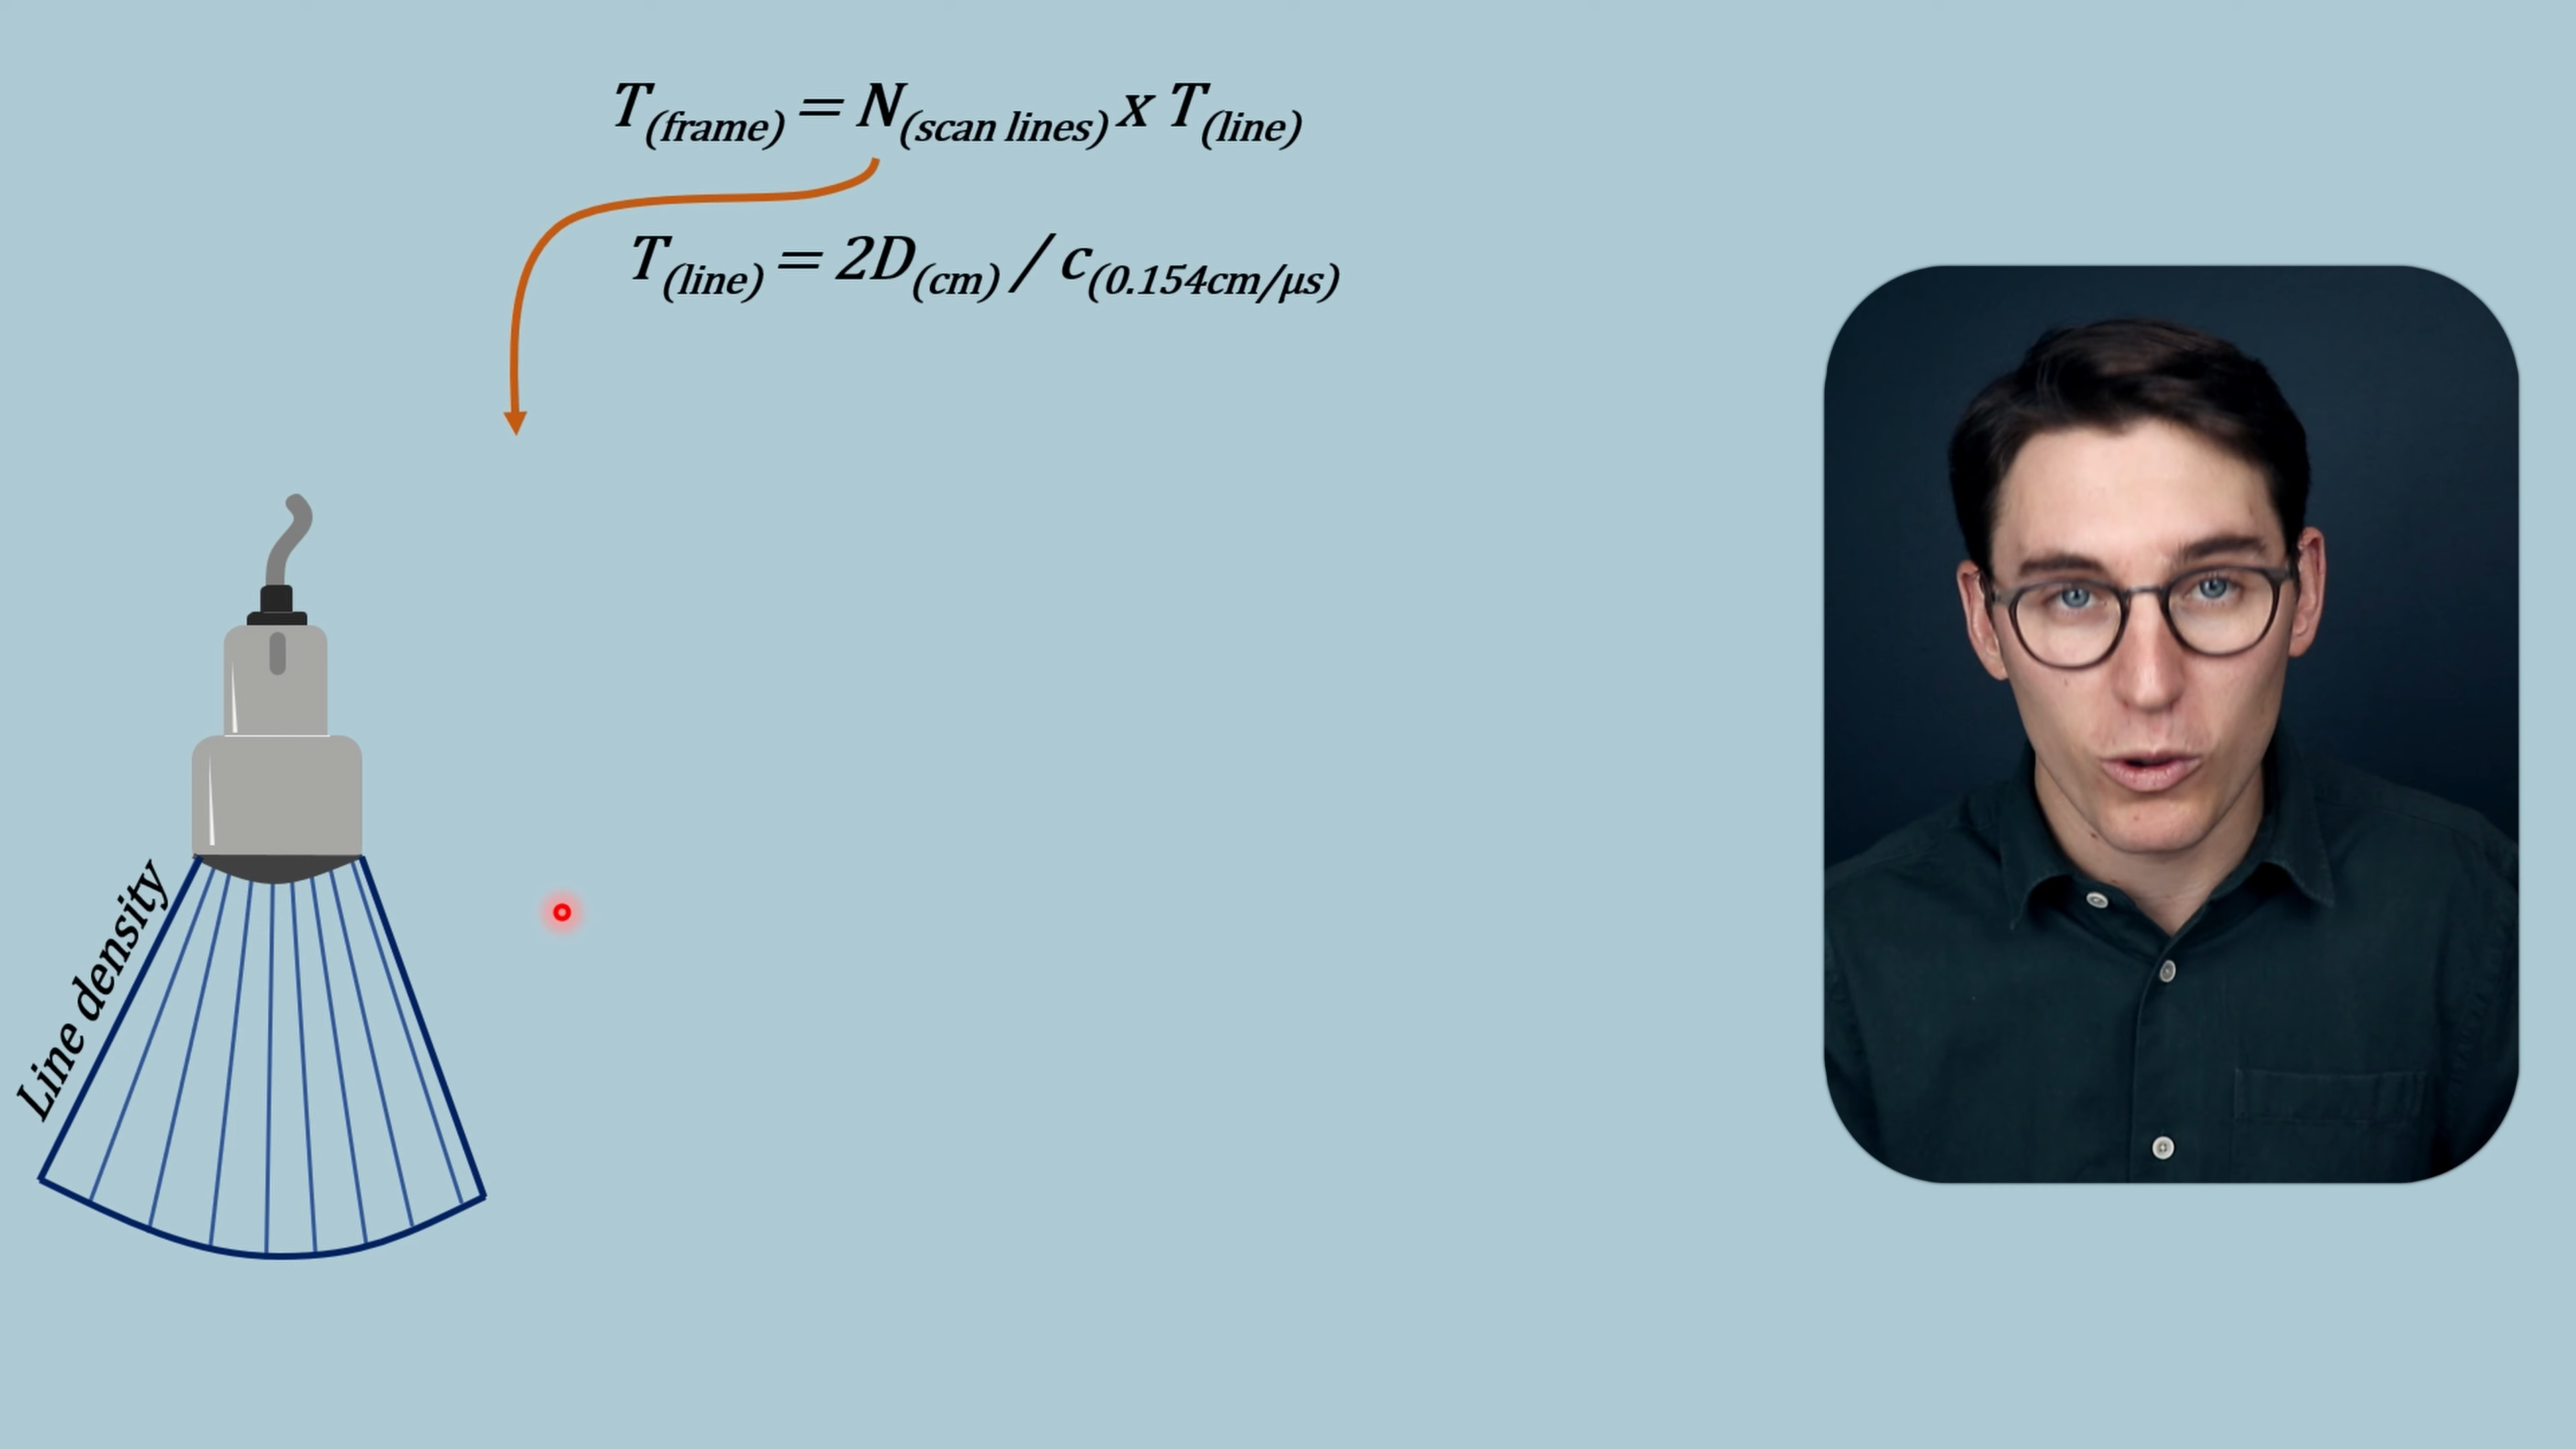 T(frame) = N(scan lines) x T(line)
T(line) = 2D(cm) / c(0.154cm/μs)
Line density